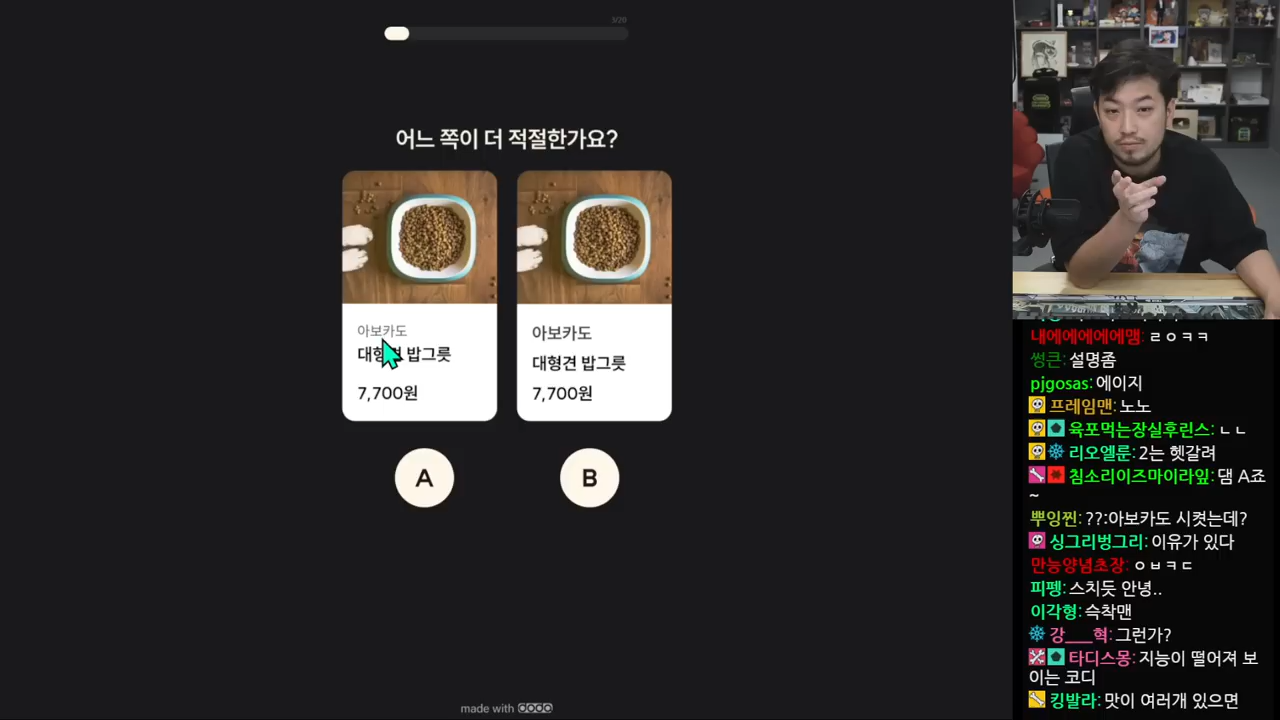 3/20
어느 쪽이 더 적절한가요?
아보카도
대형견 밥그릇
7,700원
아보카도
대형견 밥그릇
7,700원
A
B
made with
내에에에에에맴: ㄹㅇㅋㅋ
썽큰: 설명좀
pjgosas: 에이지
프레임맨: 노노
육포먹는장실후린스: ㄴㄴ
리오엘룬: 2는 헷갈려
침소리이즈마이라잎: 댐 A죠
~
뿌잉찐: ??:아보카도 시켯는데?
싱그리벙그리: 이유가 있다
만능양념초장: ㅇㅂㅋㄷ
피펭: 스치듯 안녕..
이각형: 슥착맨
강___혁: 그런가?
타디스몽: 지능이 떨어져 보
이는 코디
킹발라: 맛이 여러개 있으면